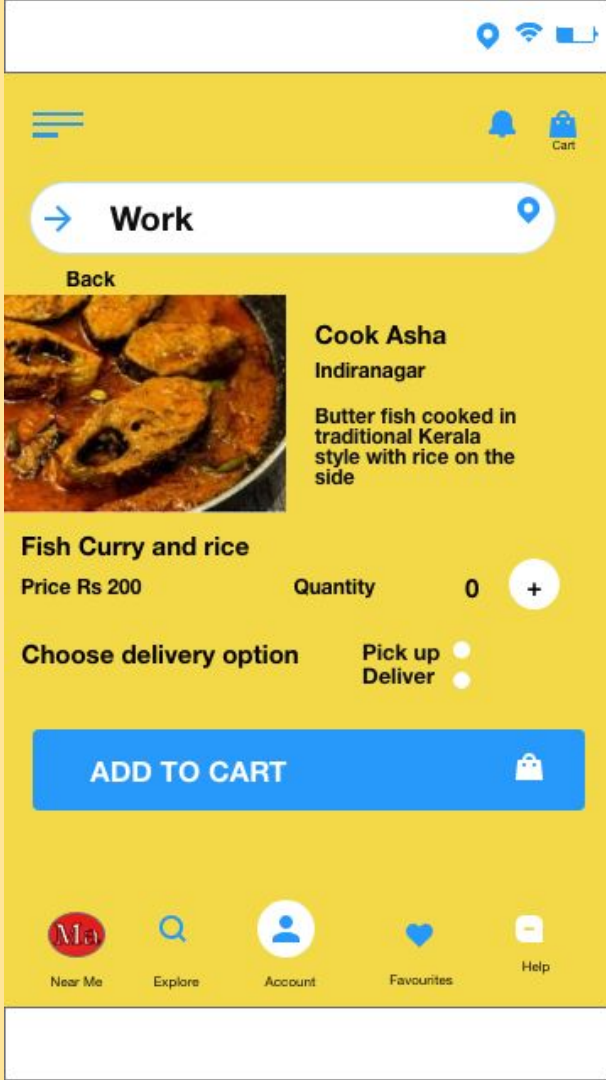 Cart
Work
Back
Cook Asha
Indiranagar
Butter fish cooked in
traditional Kerala
style with rice on the
side
Fish Curry and rice
Price Rs 200 Quantity 0 +
Choose delivery option Pick up
Deliver
ADD TO CART
Ma
Near Me Explore Account Favourites Help